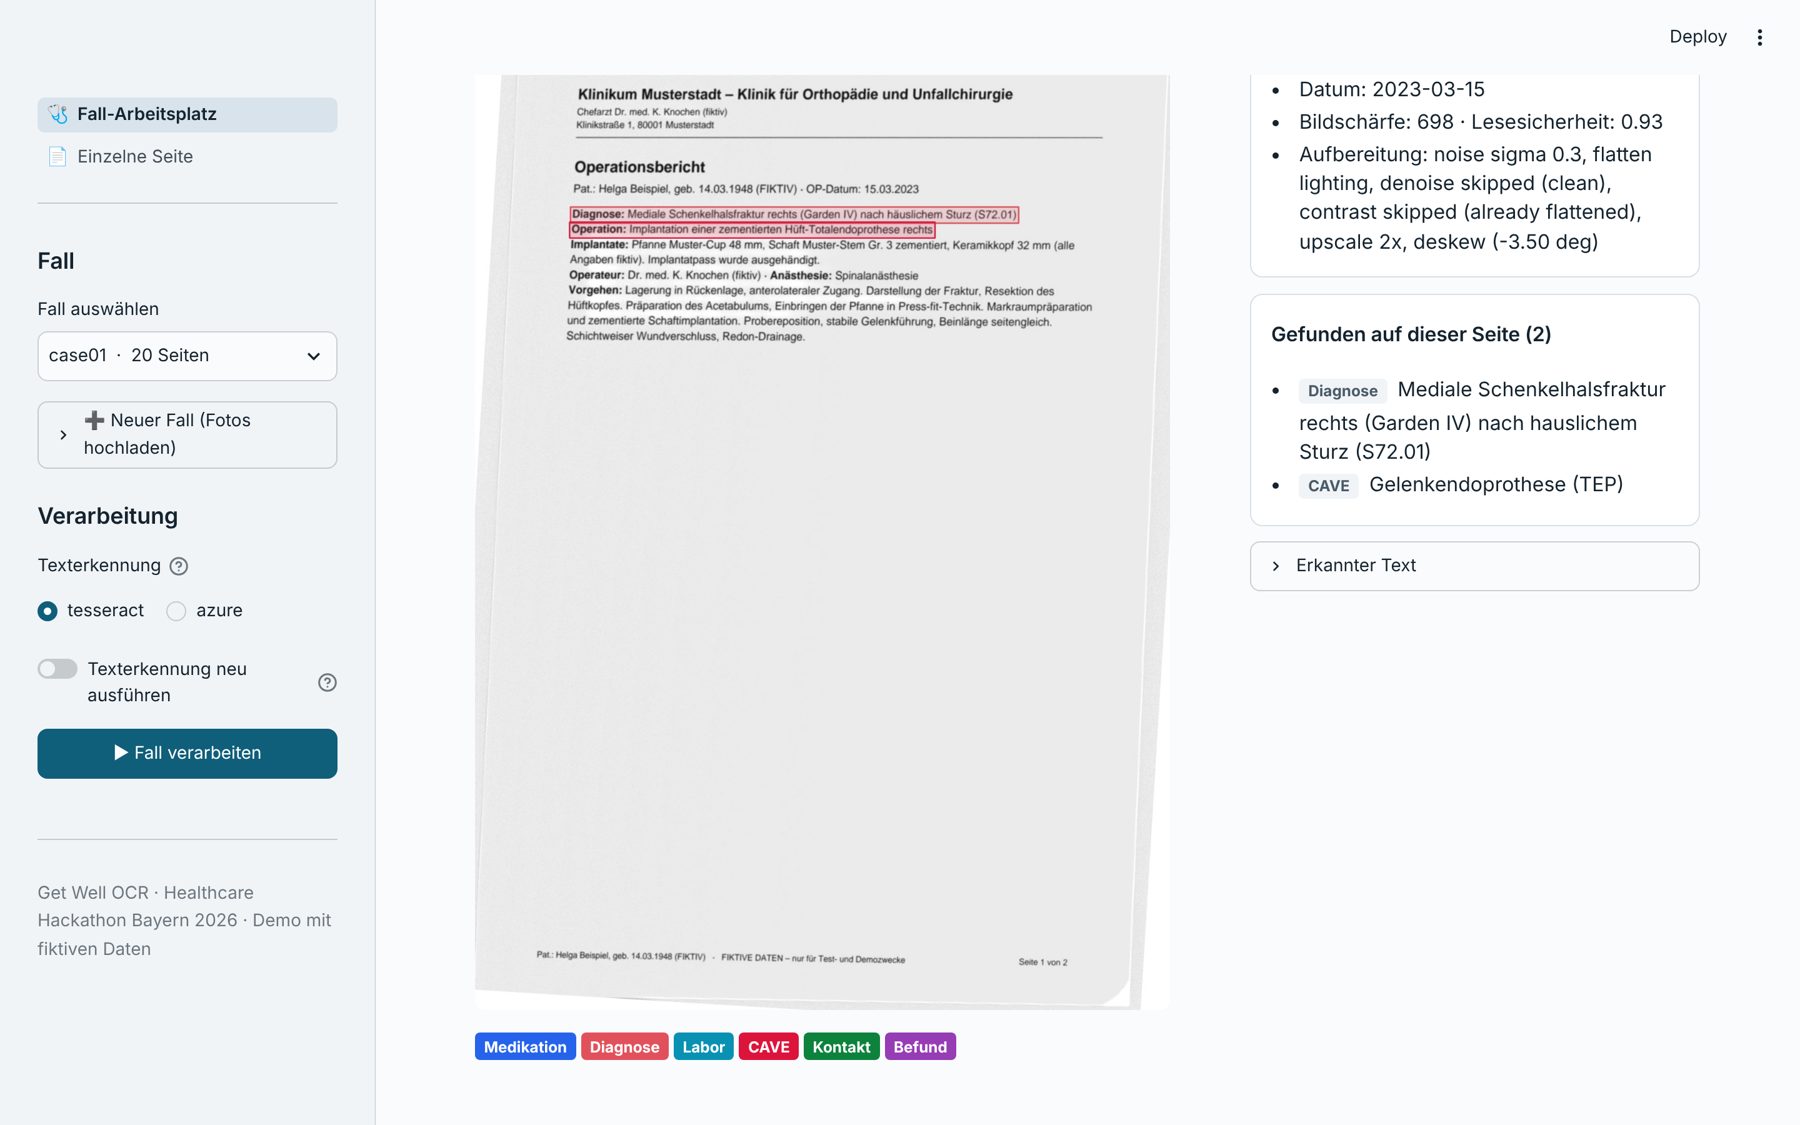 Deploy
Fall-Arbeitsplatz
Einzelne Seite
Fall
Fall auswählen
case01 · 20 Seiten
Neuer Fall (Fotos
hochladen)
Verarbeitung
Texterkennung
tesseract
azure
Texterkennung neu
ausführen
Fall verarbeiten
Get Well OCR · Healthcare
Hackathon Bayern 2026 · Demo mit
fiktiven Daten
Klinikum Musterstadt – Klinik für Orthopädie und Unfallchirurgie
Chefarzt Dr. med. K. Knochen (fiktiv)
Klinikstraße 1, 80001 Musterstadt
Operationsbericht
Pat.: Helga Beispiel, geb. 14.03.1948 (FIKTIV) · OP-Datum: 15.03.2023
Diagnose: Mediale Schenkelhalsfraktur rechts (Garden IV) nach häuslichem Sturz (S72.01)
Operation: Implantation einer zementierten Hüft-Totalendoprothese rechts
Implantate: Pfanne Muster-Cup 48 mm, Schaft Muster-Stem Gr. 3 zementiert, Keramikkopf 32 mm (alle
Angaben fiktiv). Implantatpass wurde ausgehändigt.
Operateur: Dr. med. K. Knochen (fiktiv) · Anästhesie: Spinalanästhesie
Vorgehen: Lagerung in Rückenlage, anterolateraler Zugang. Darstellung der Fraktur, Resektion des
Hüftkopfes. Präparation des Acetabulums, Einbringen der Pfanne in Press-fit-Technik. Markraumpräparation
und zementierte Schaftimplantation. Probereposition, stabile Gelenkführung, Beinlänge seitengleich.
Schichtweiser Wundverschluss, Redon-Drainage.
Pat.: Helga Beispiel, geb. 14.03.1948 (FIKTIV) · FIKTIVE DATEN – nur für Test- und Demozwecke
Seite 1 von 2
Medikation Diagnose Labor CAVE Kontakt Befund
Datum: 2023-03-15
Bildschärfe: 698 · Lesesicherheit: 0.93
Aufbereitung: noise sigma 0.3, flatten
lighting, denoise skipped (clean),
contrast skipped (already flattened),
upscale 2x, deskew (-3.50 deg)
Gefunden auf dieser Seite (2)
Diagnose Mediale Schenkelhalsfraktur
rechts (Garden IV) nach hauslichem
Sturz (S72.01)
CAVE Gelenkendoprothese (TEP)
Erkannter Text